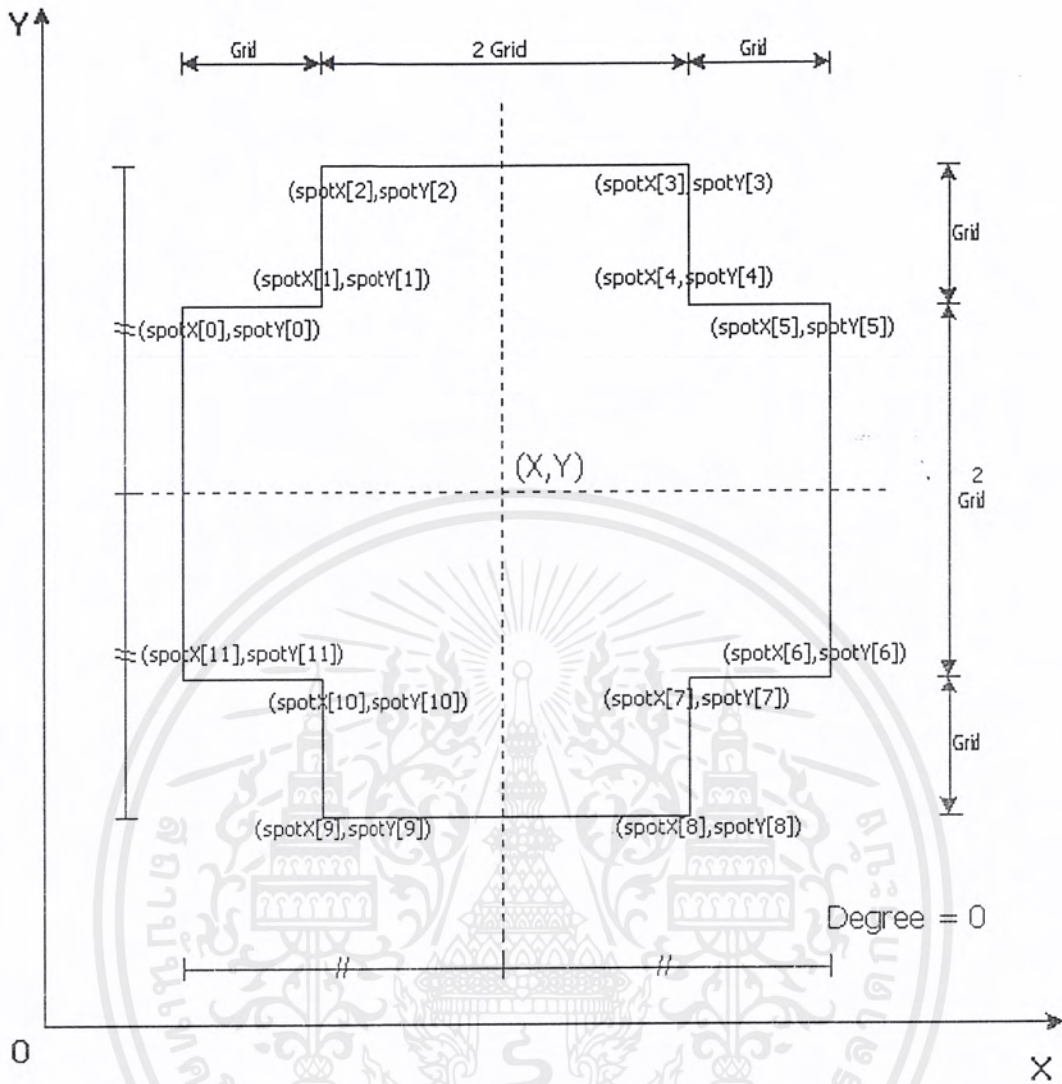 Y
Grid
2 Grid
Grid
(spotX[2],spotY[2])
(spotX[3],spotY[3)
Grid
(spotX[1],spotY[1])
(spotX[4,spotY[4])
(spotX[0],spotY[0])
(spotX[5],spotY[5])
(X,Y)
2
Grid
(spotX[11],spotY[11])
(spotX[6],spotY[6])
(spotX[10],spotY[10])
(spotX[7],spotY[7])
Grid
(spotX[9],spotY[9])
(spotX[8],spotY[8])
Degree = 0
0
X